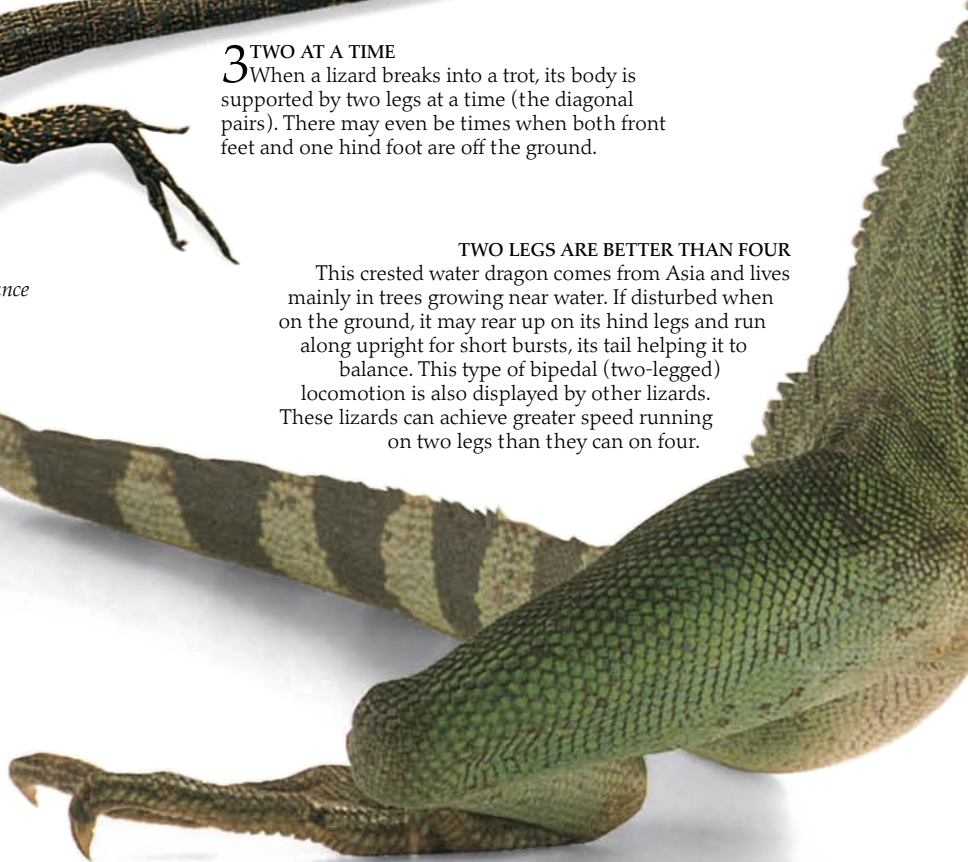 3 TWO AT A TIME
When a lizard breaks into a trot, its body is
supported by two legs at a time (the diagonal
pairs). There may even be times when both front
feet and one hind foot are off the ground.
TWO LEGS ARE BETTER THAN FOUR
This crested water dragon comes from Asia and lives
mainly in trees growing near water. If disturbed when
on the ground, it may rear up on its hind legs and run
along upright for short bursts, its tail helping it to
balance. This type of bipedal (two-legged)
locomotion is also displayed by other lizards.
These lizards can achieve greater speed running
on two legs than they can on four.